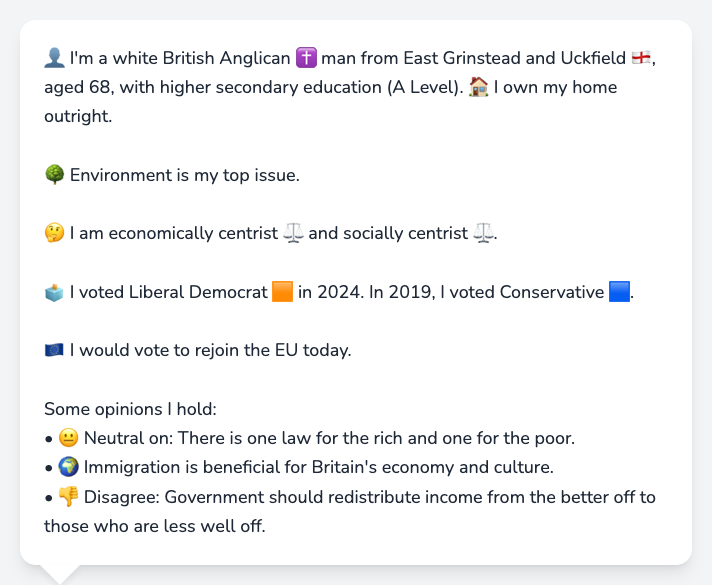 👤 I'm a white British Anglican ✝️ man from East Grinstead and Uckfield 🏴󠁧󠁢󠁥󠁮󠁧󠁿,
aged 68, with higher secondary education (A Level). 🏠 I own my home
outright.
🌳 Environment is my top issue.
🤔 I am economically centrist ⚖️ and socially centrist ⚖️.
🗳️ I voted Liberal Democrat 🟧 in 2024. In 2019, I voted Conservative 🟦.
🇪🇺 I would vote to rejoin the EU today.
Some opinions I hold:
• 😐 Neutral on: There is one law for the rich and one for the poor.
• 🌍 Immigration is beneficial for Britain's economy and culture.
• 👎 Disagree: Government should redistribute income from the better off to
those who are less well off.